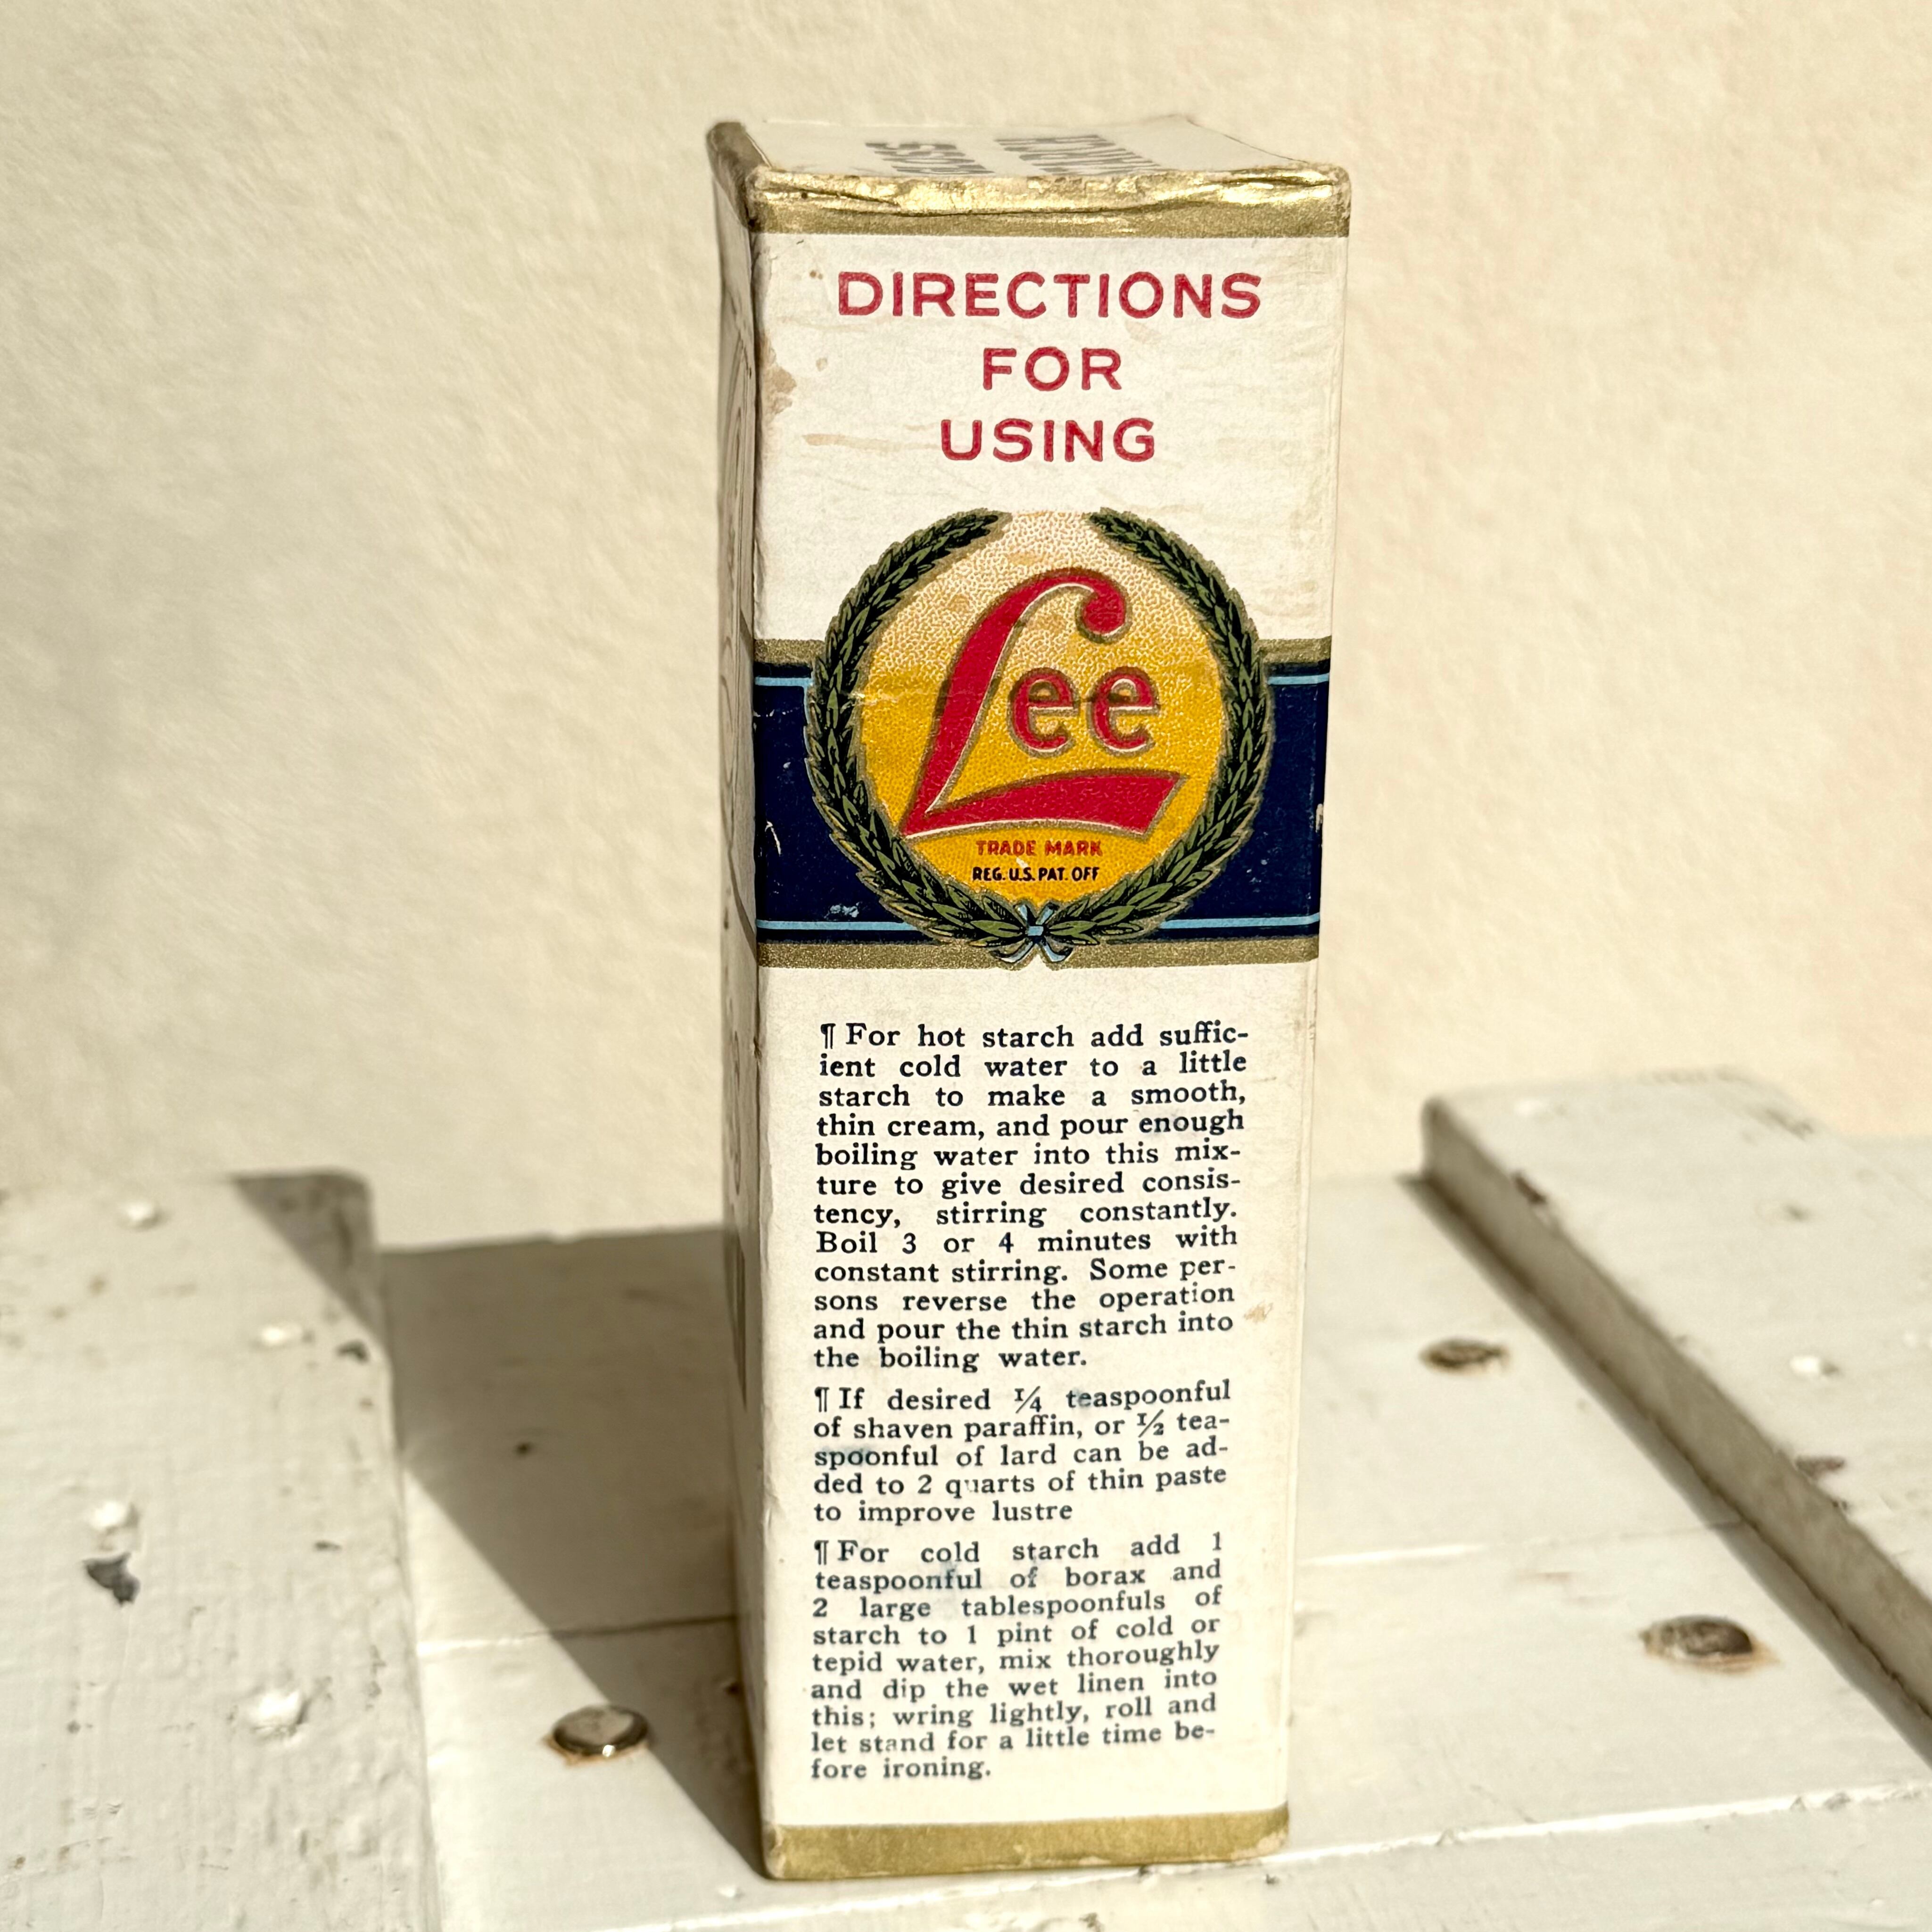 DIRECTIONS
FOR
USING
Lee
TRADE MARK
REG. U.S. PAT. OFF
¶ For hot starch add suffic-
ient cold water to a little
starch to make a smooth,
thin cream, and pour enough
boiling water into this mix-
ture to give desired consis-
tency, stirring constantly.
Boil 3 or 4 minutes with
constant stirring. Some per-
sons reverse the operation
and pour the thin starch into
the boiling water.
¶ If desired 1/4 teaspoonful
of shaven paraffin, or 1/2 tea-
spoonful of lard can be ad-
ded to 2 quarts of thin paste
to improve lustre
¶ For cold starch add 1
teaspoonful of borax and
2 large tablespoonfuls of
starch to 1 pint of cold or
tepid water, mix thoroughly
and dip the wet linen into
this; wring lightly, roll and
let stand for a little time be-
fore ironing.